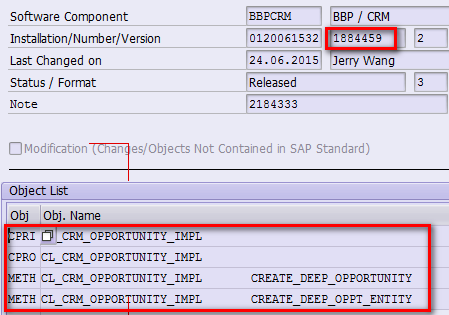 Software Component BBPCRM BBP / CRM
Installation/Number/Version 0120061532 1884459 2
Last Changed on 24.06.2015 Jerry Wang
Status / Format Released 3
Note 2184333
Modification (Changes/Objects Not Contained in SAP Standard)
Object List
Obj Obj. Name
CPRI _CRM_OPPORTUNITY_IMPL
CPRO CL_CRM_OPPORTUNITY_IMPL
METH CL_CRM_OPPORTUNITY_IMPL CREATE_DEEP_OPPORTUNITY
METH CL_CRM_OPPORTUNITY_IMPL CREATE_DEEP_OPPT_ENTITY